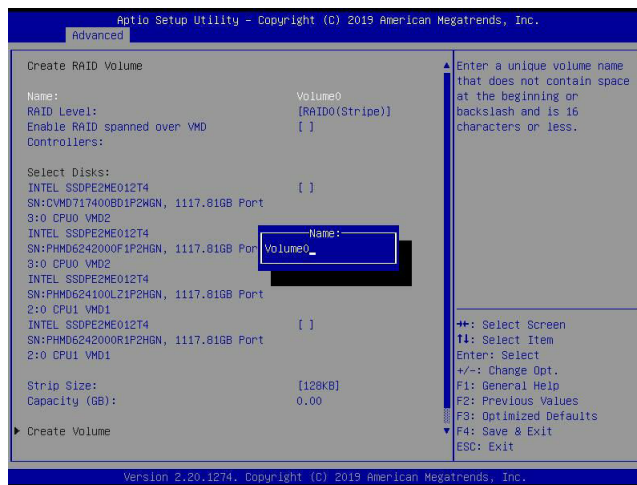 Aptio Setup Utility – Copyright (C) 2019 American Megatrends, Inc.
Advanced
Create RAID Volume
Name: Volume0
RAID Level: [RAID0(Stripe)]
Enable RAID spanned over VMD [ ]
Controllers:
Select Disks:
INTEL SSDPE2ME012T4 [ ]
SN:CVMD717400BD1P2WGN, 1117.81GB Port
3:0 CPU0 VMD2
INTEL SSDPE2ME012T4
SN:PHMD6242000F1P2HGN, 1117.81GB Por
3:0 CPU0 VMD2
INTEL SSDPE2ME012T4
SN:PHMD624100LZ1P2HGN, 1117.81GB Port
2:0 CPU1 VMD1
INTEL SSDPE2ME012T4 [ ]
SN:PHMD6242000R1P2HGN, 1117.81GB Port
2:0 CPU1 VMD1
Strip Size: [128KB]
Capacity (GB): 0.00
Create Volume
Name:
Volume0_
Enter a unique volume name
that does not contain space
at the beginning or
backslash and is 16
characters or less.
→←: Select Screen
↑↓: Select Item
Enter: Select
+/-: Change Opt.
F1: General Help
F2: Previous Values
F3: Optimized Defaults
F4: Save & Exit
ESC: Exit
Version 2.20.1274. Copyright (C) 2019 American Megatrends, Inc.